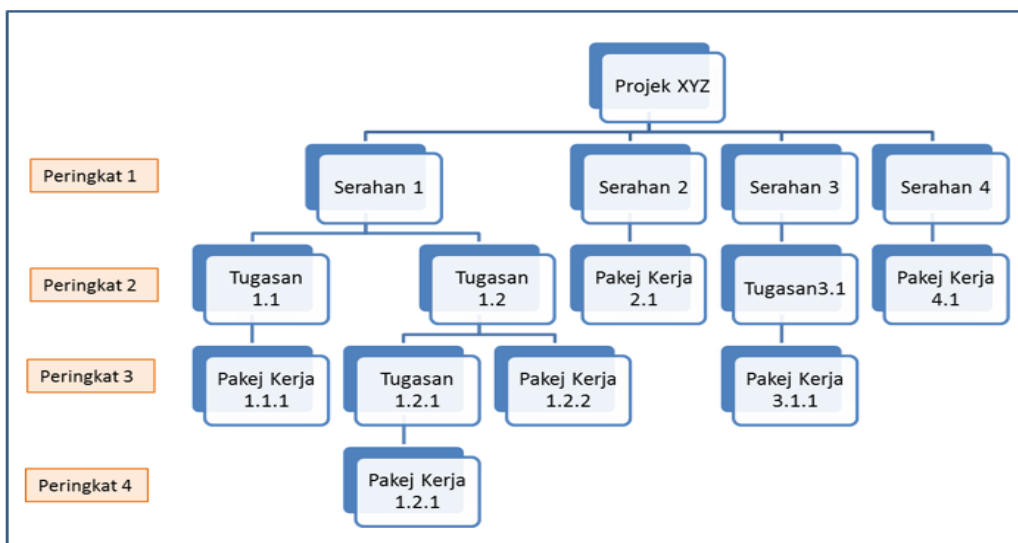 Projek XYZ
Peringkat 1
Serahan 1
Serahan 2
Serahan 3
Serahan 4
Peringkat 2
Tugasan
1.1
Tugasan
1.2
Pakej Kerja
2.1
Tugasan3.1
Pakej Kerja
4.1
Peringkat 3
Pakej Kerja
1.1.1
Tugasan
1.2.1
Pakej Kerja
1.2.2
Pakej Kerja
3.1.1
Peringkat 4
Pakej Kerja
1.2.1